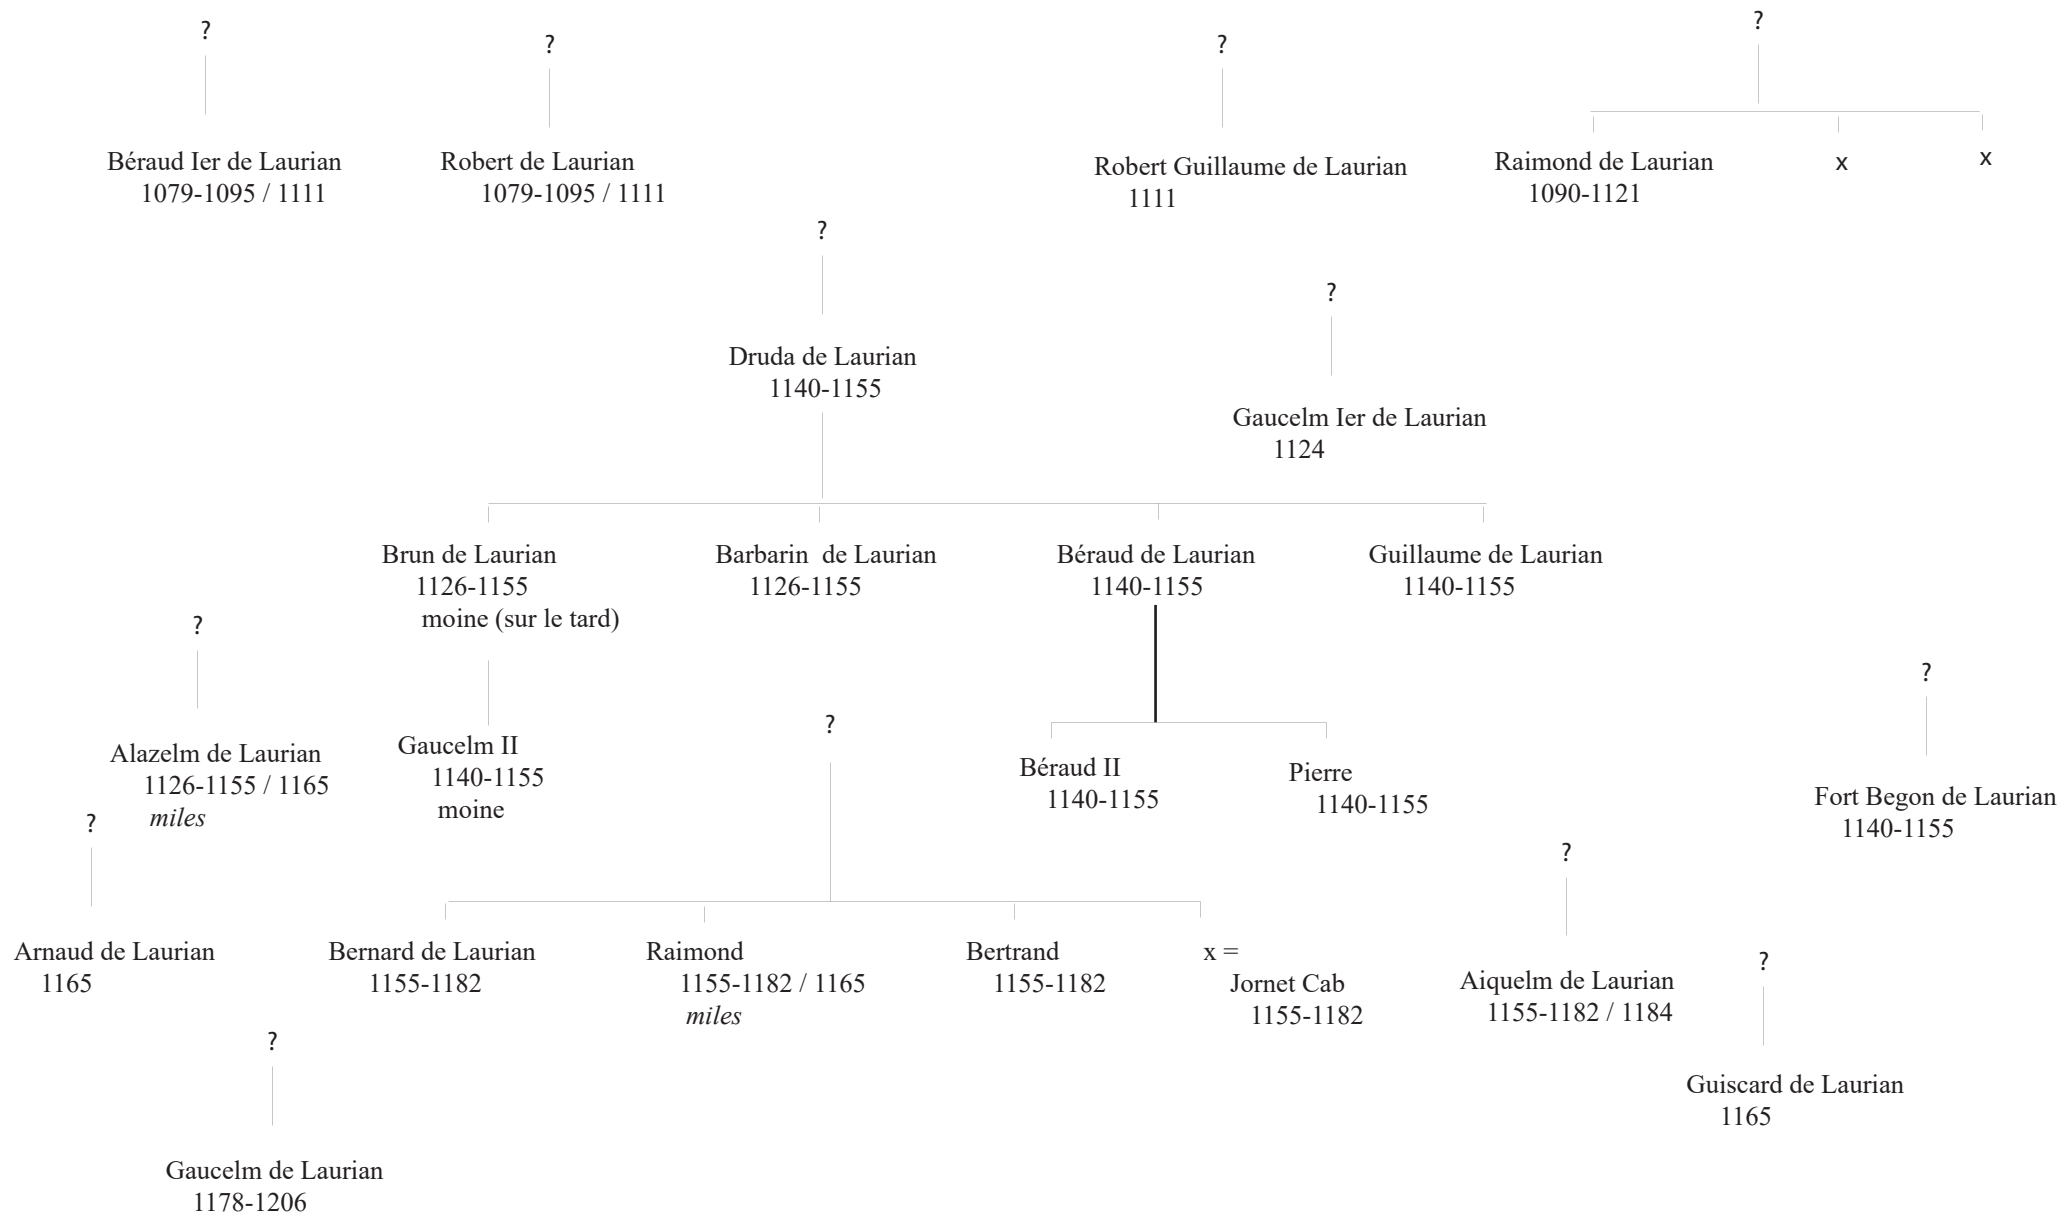 ?
?
?
?
Béraud Ier de Laurian
1079-1095 / 1111
Robert de Laurian
1079-1095 / 1111
Robert Guillaume de Laurian
1111
Raimond de Laurian
1090-1121
x
x
?
?
Druda de Laurian
1140-1155
Gaucelm Ier de Laurian
1124
Brun de Laurian
1126-1155
moine (sur le tard)
Barbarin de Laurian
1126-1155
Béraud de Laurian
1140-1155
Guillaume de Laurian
1140-1155
?
?
?
Alazelm de Laurian
1126-1155 / 1165
miles
Gaucelm II
1140-1155
moine
Béraud II
1140-1155
Pierre
1140-1155
Fort Begon de Laurian
1140-1155
?
?
Arnaud de Laurian
1165
Bernard de Laurian
1155-1182
Raimond
1155-1182 / 1165
miles
Bertrand
1155-1182
x =
Jornet Cab
1155-1182
Aiquelm de Laurian
1155-1182 / 1184
?
?
Guiscard de Laurian
1165
Gaucelm de Laurian
1178-1206